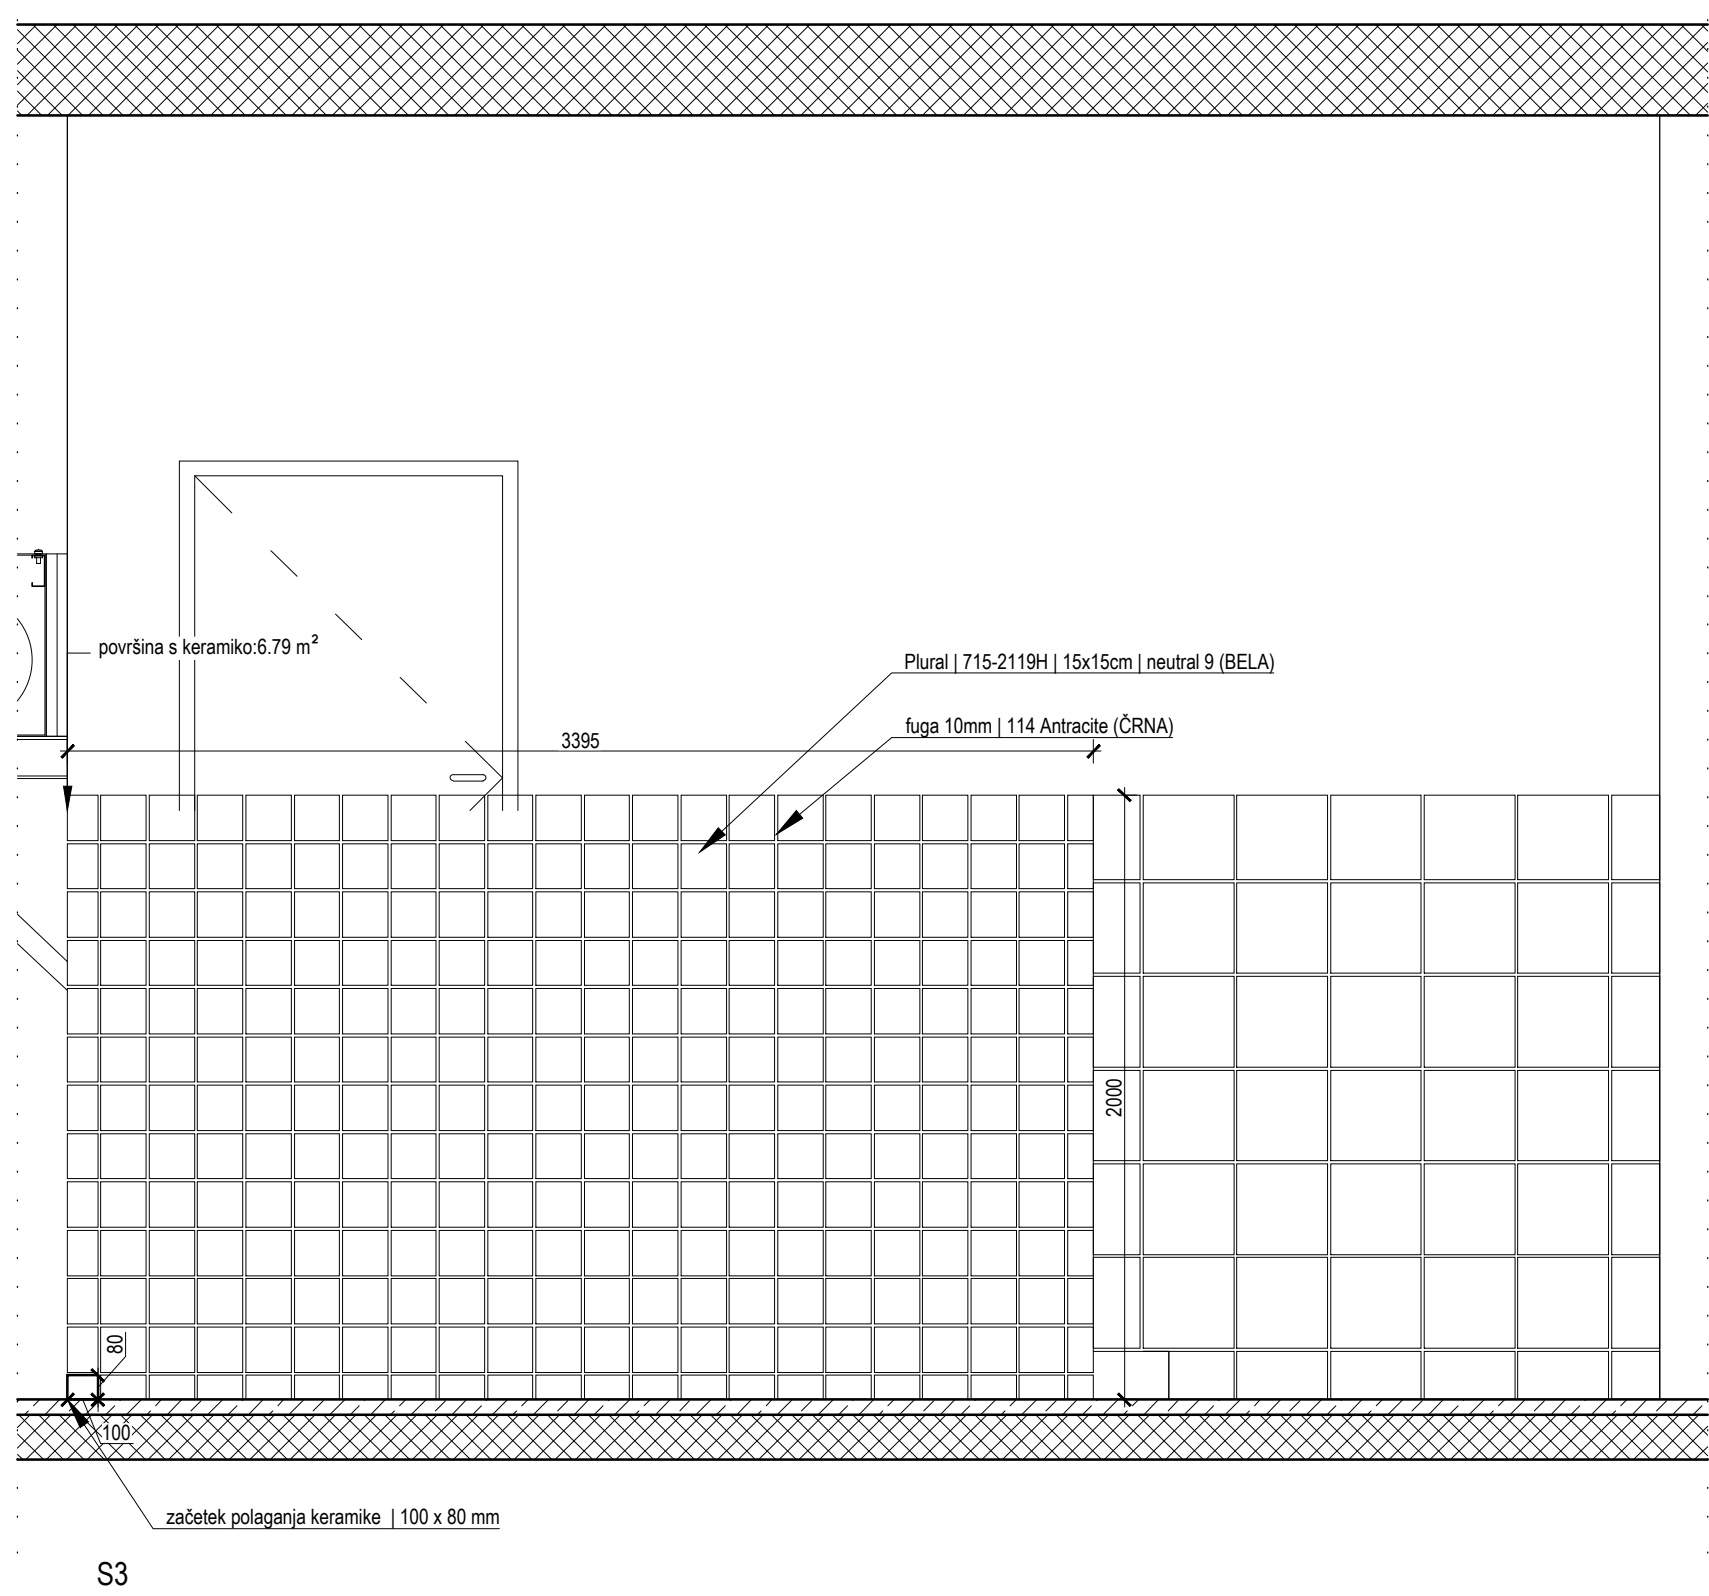 površina s keramiko:6.79 m²
Plural | 715-2119H | 15x15cm | neutral 9 (BELA)
fuga 10mm | 114 Antracite (ČRNA)
3395
2000
80
100
začetek polaganja keramike | 100 x 80 mm
S3